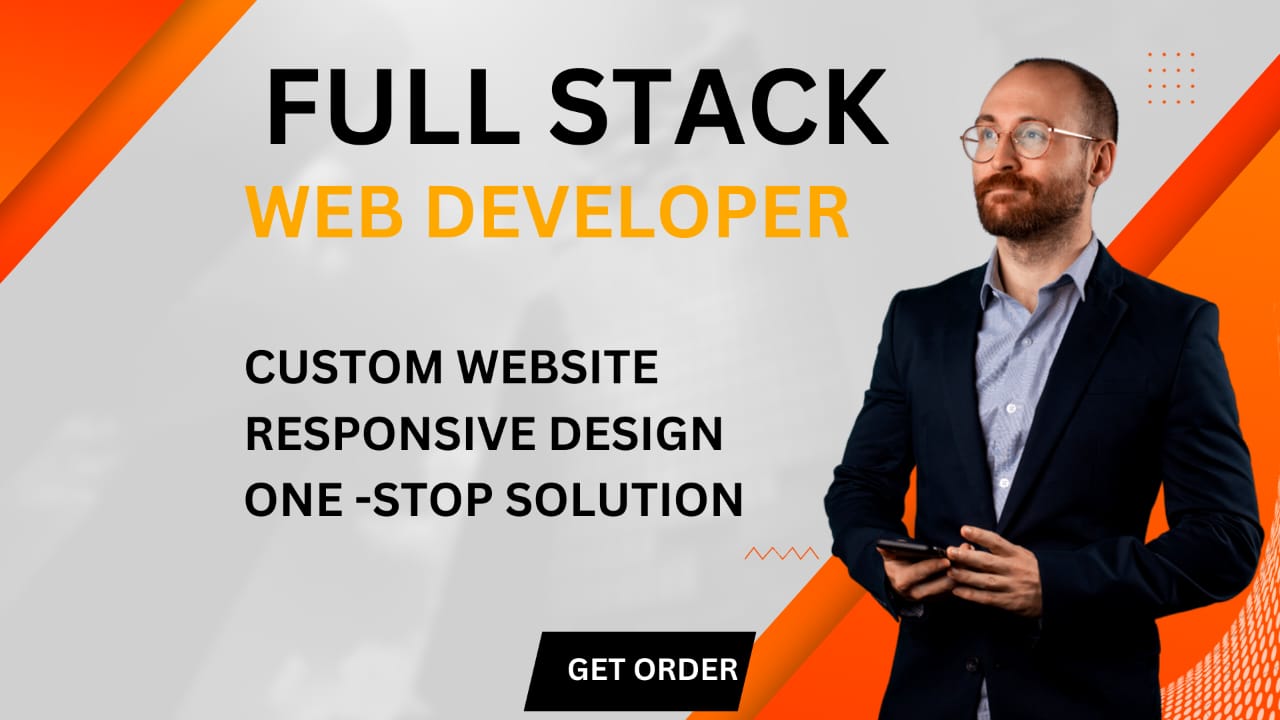 FULL STACK
WEB DEVELOPER
CUSTOM WEBSITE
RESPONSIVE DESIGN
ONE -STOP SOLUTION
GET ORDER